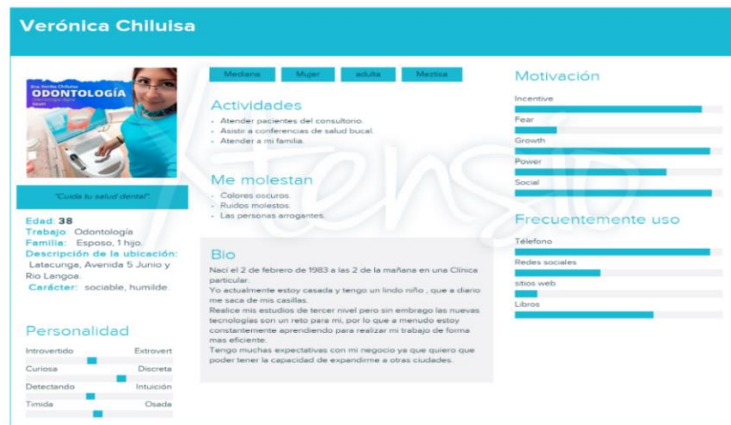 Verónica Chiluisa
ODONTOLOGÍA
"Cuida tu salud dental"
Edad: 38
Trabajo: Odontología
Familia: Esposo, 1 hijo.
Descripción de la ubicación:
Latacunga, Avenida 5 Junio y
Rio Langoa.
Carácter: sociable, humilde
Personalidad
Introvertido Extrovert
Curiosa Discreta
Detectando Intuición
Timida Osada
Mediana Mujer adulta Mestiza
Actividades
- Atender pacientes del consultorio.
- Asistir a conferencias de salud bucal.
- Atender a mi familia.
Me molestan
- Colores oscuros.
- Ruidos molestos.
- Las personas arrogantes.
Bio
Nací el 2 de febrero de 1983 a las 2 de la mañana en una Clínica
particular.
Yo actualmente estoy casada y tengo un lindo niño , que a diario
me saca de mis casillas.
Realice mis estudios de tercer nivel pero sin embrago las nuevas
tecnologías son un reto para mi, por lo que a menudo estoy
constantemente aprendiendo para realizar mi trabajo de forma
mas eficiente.
Tengo muchas expectativas con mi negocio ya que quiero que
poder tener la capacidad de expandirme a otras ciudades.
Motivación
Incentive
Fear
Growth
Power
Social
Frecuentemente uso
Télefono
Redes sociales
sitios web
Libros
Xtensio